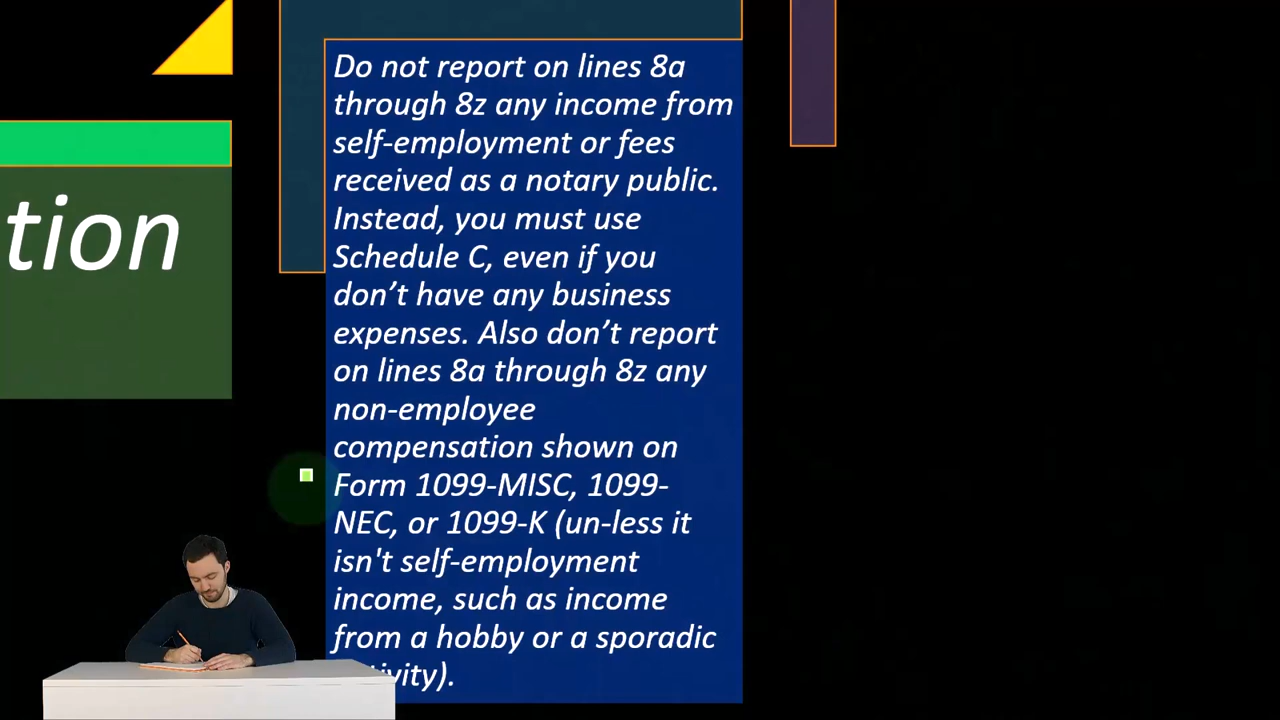 tion
Do not report on lines 8a
through 8z any income from
self-employment or fees
received as a notary public.
Instead, you must use
Schedule C, even if you
don’t have any business
expenses. Also don’t report
on lines 8a through 8z any
non-employee
compensation shown on
Form 1099-MISC, 1099-
NEC, or 1099-K (un-less it
isn't self-employment
income, such as income
from a hobby or a sporadic